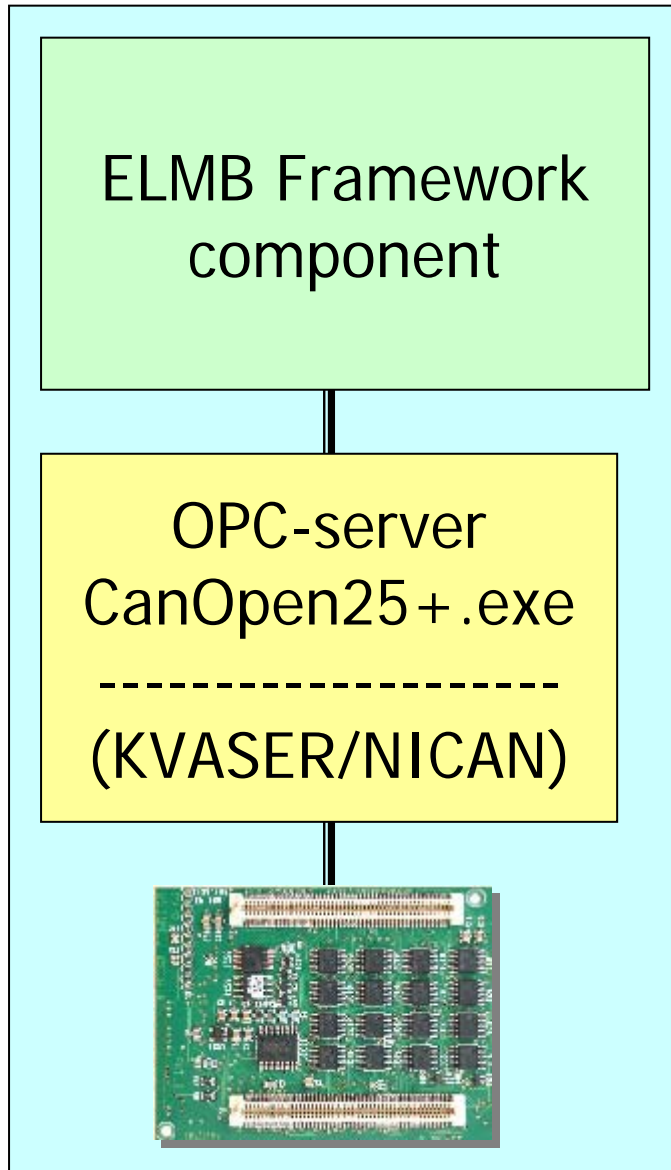 ELMB Framework
component
OPC-server
CanOpen25+.exe
--------------------
(KVASER/NICAN)